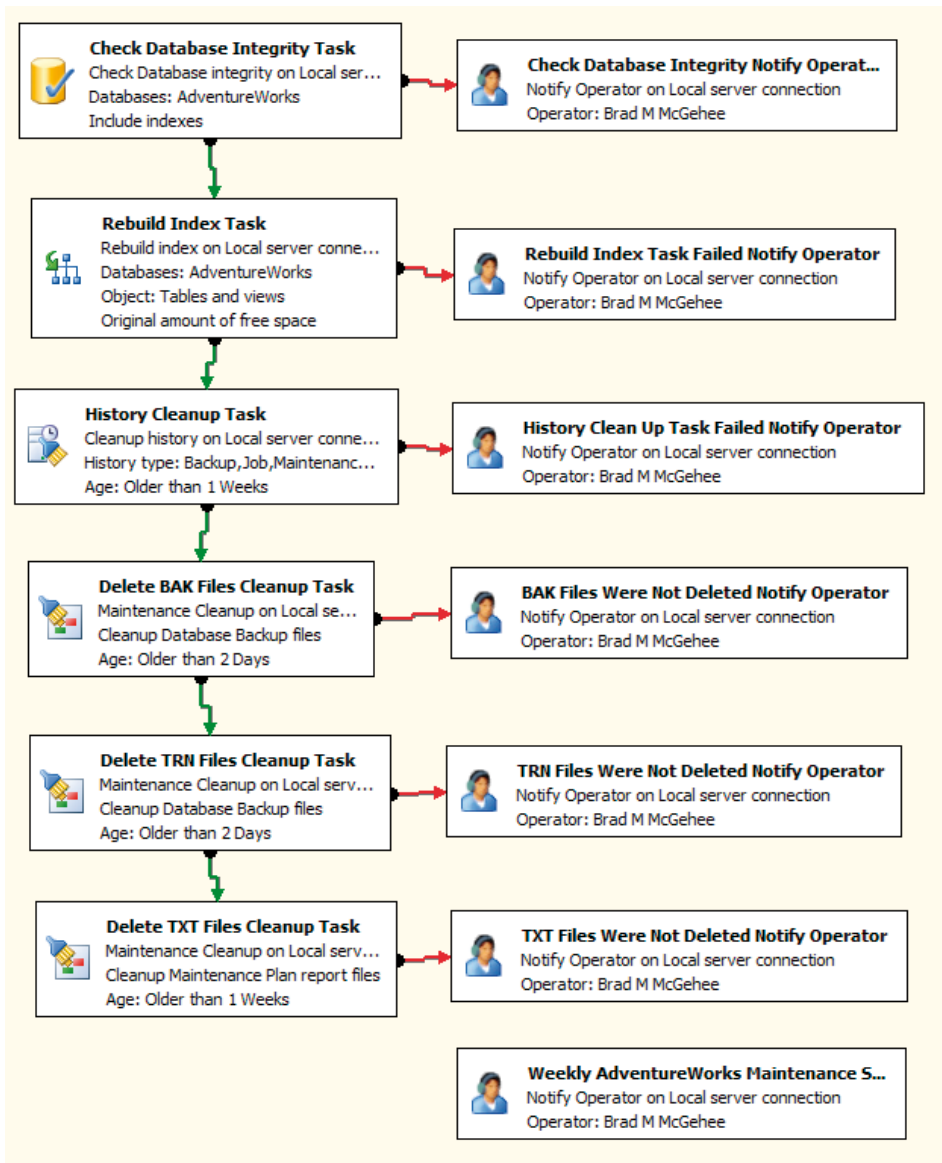 Check Database Integrity Task
Check Database integrity on Local ser...
Databases: AdventureWorks
Include indexes
Check Database Integrity Notify Operat...
Notify Operator on Local server connection
Operator: Brad M McGehee
Rebuild Index Task
Rebuild index on Local server conne...
Databases: AdventureWorks
Object: Tables and views
Original amount of free space
Rebuild Index Task Failed Notify Operator
Notify Operator on Local server connection
Operator: Brad M McGehee
History Cleanup Task
Cleanup history on Local server conne...
History type: Backup,Job,Maintenanc...
Age: Older than 1 Weeks
History Clean Up Task Failed Notify Operator
Notify Operator on Local server connection
Operator: Brad M McGehee
Delete BAK Files Cleanup Task
Maintenance Cleanup on Local se...
Cleanup Database Backup files
Age: Older than 2 Days
BAK Files Were Not Deleted Notify Operator
Notify Operator on Local server connection
Operator: Brad M McGehee
Delete TRN Files Cleanup Task
Maintenance Cleanup on Local serv...
Cleanup Database Backup files
Age: Older than 2 Days
TRN Files Were Not Deleted Notify Operator
Notify Operator on Local server connection
Operator: Brad M McGehee
Delete TXT Files Cleanup Task
Maintenance Cleanup on Local serv...
Cleanup Maintenance Plan report files
Age: Older than 1 Weeks
TXT Files Were Not Deleted Notify Operator
Notify Operator on Local server connection
Operator: Brad M McGehee
Weekly AdventureWorks Maintenance S...
Notify Operator on Local server connection
Operator: Brad M McGehee